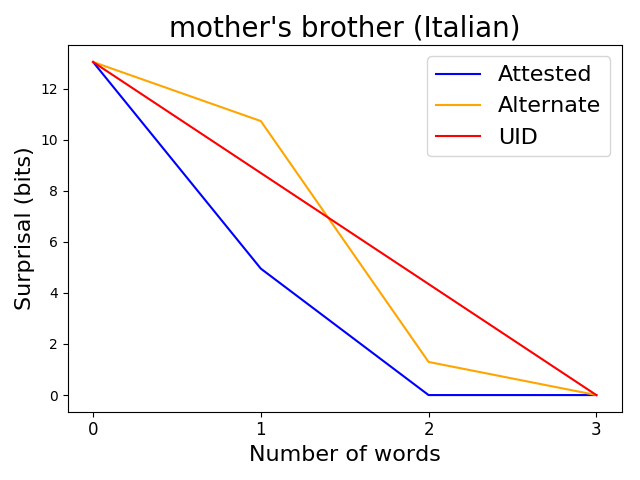 mother's brother (Italian)
Attested
Alternate
UID
Surprisal (bits)
12
10
8
6
4
2
0
0 1 2 3
Number of words